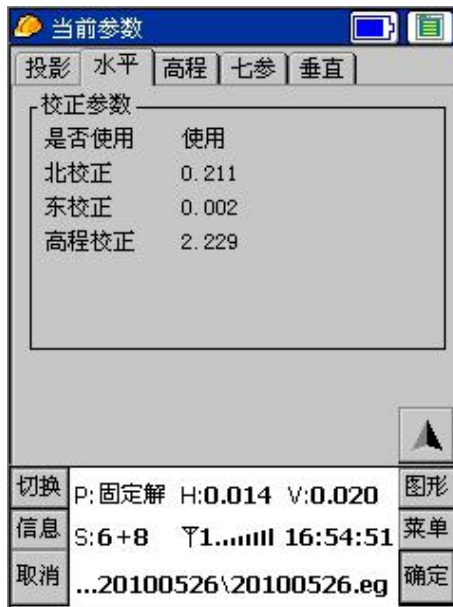 当前参数
投影 水平 高程 七参 垂直
校正参数
是否使用 使用
北校正 0.211
东校正 0.002
高程校正 2.229
切换 P:固定解 H:0.014 V:0.020 图形
信息 S:6+8 1 16:54:51 菜单
取消 ...20100526\20100526.eg 确定